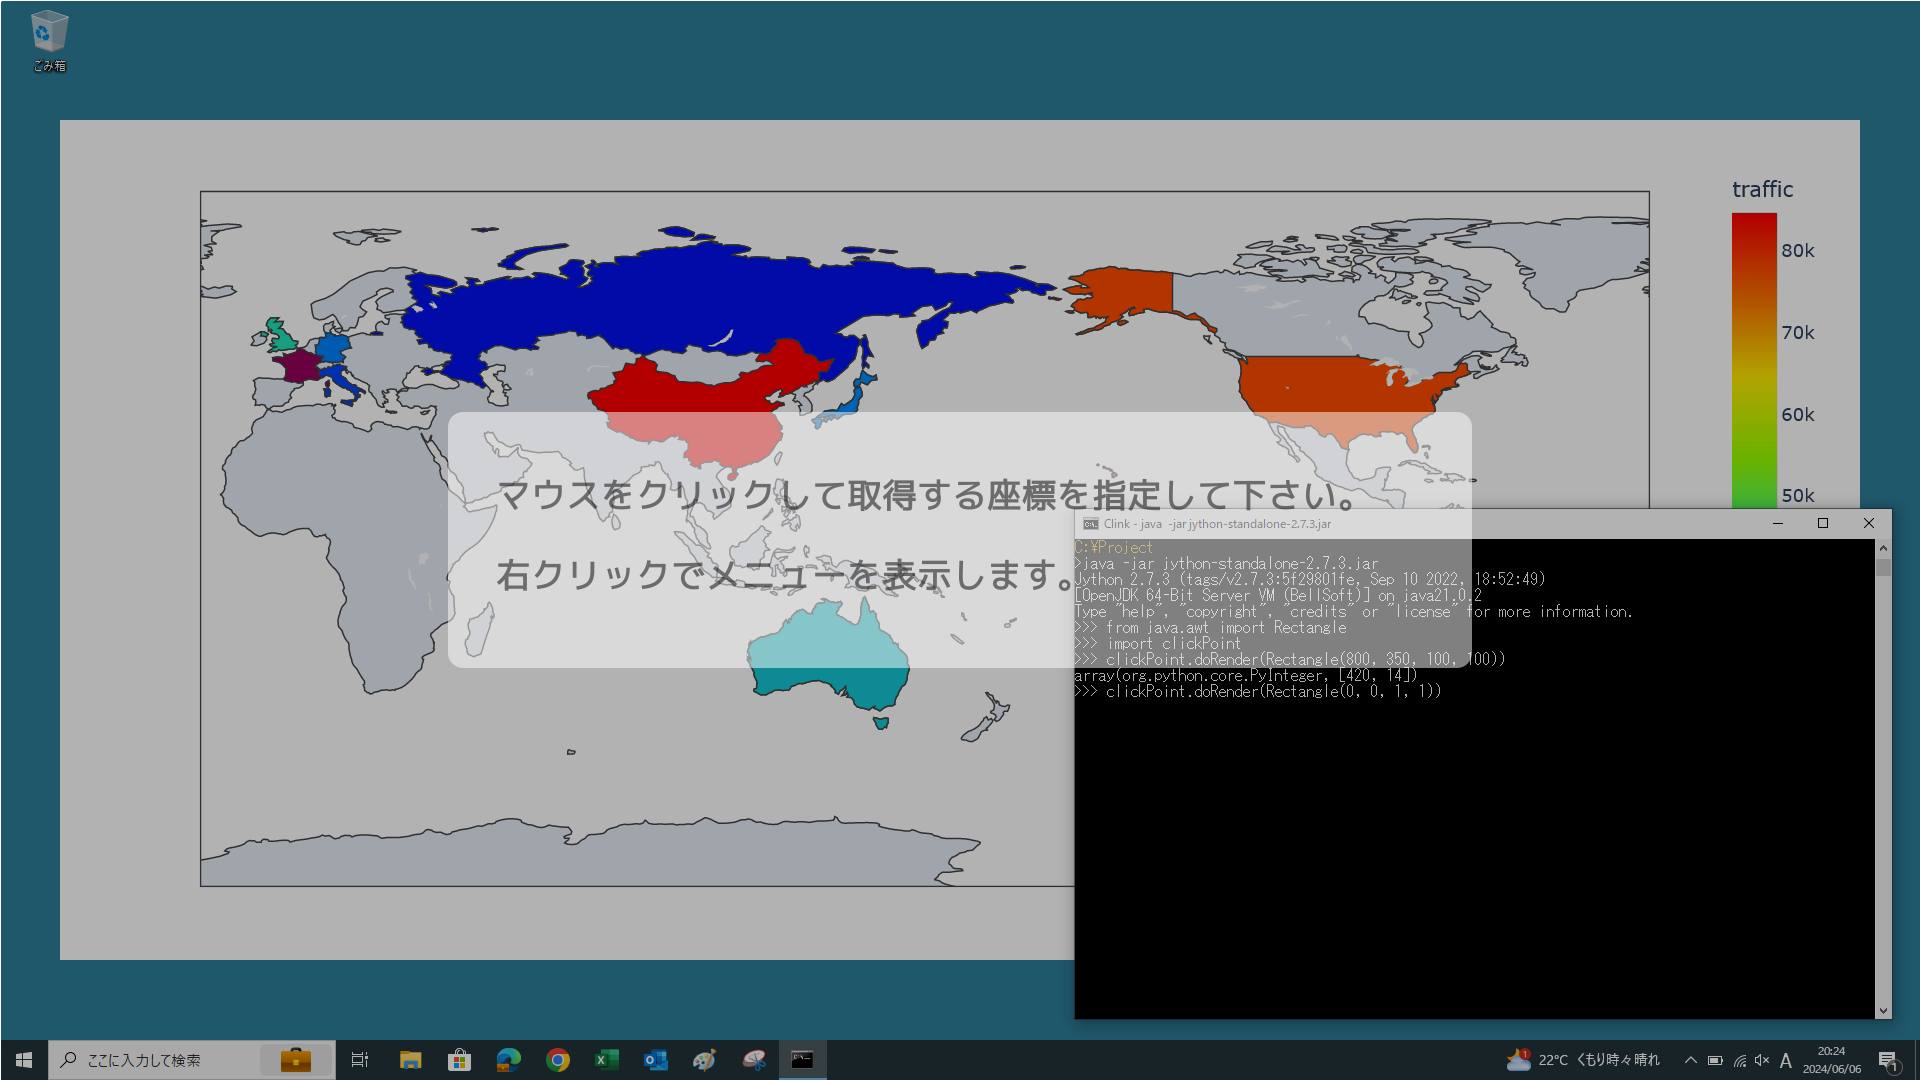 ごみ箱
traffic
80k
70k
60k
50k
マウスをクリックして取得する座標を指定して下さい。
右クリックでメニューを表示します。
Clink - java -jar jython-standalone-2.7.3.jar
C:¥Project
>java -jar jython-standalone-2.7.3.jar
Jython 2.7.3 (tags/v2.7.3:5f29801fe, Sep 10 2022, 18:52:49)
[OpenJDK 64-Bit Server VM (BellSoft)] on java21.0.2
Type "help", "copyright", "credits" or "license" for more information.
>>> from java.awt import Rectangle
>>> import clickPoint
>>> clickPoint.doRender(Rectangle(800, 350, 100, 100))
array(org.python.core.PyInteger, [420, 14])
>>> clickPoint.doRender(Rectangle(0, 0, 1, 1))
ここに入力して検索
1
22°C くもり時々晴れ
A
20:24
2024/06/06
1